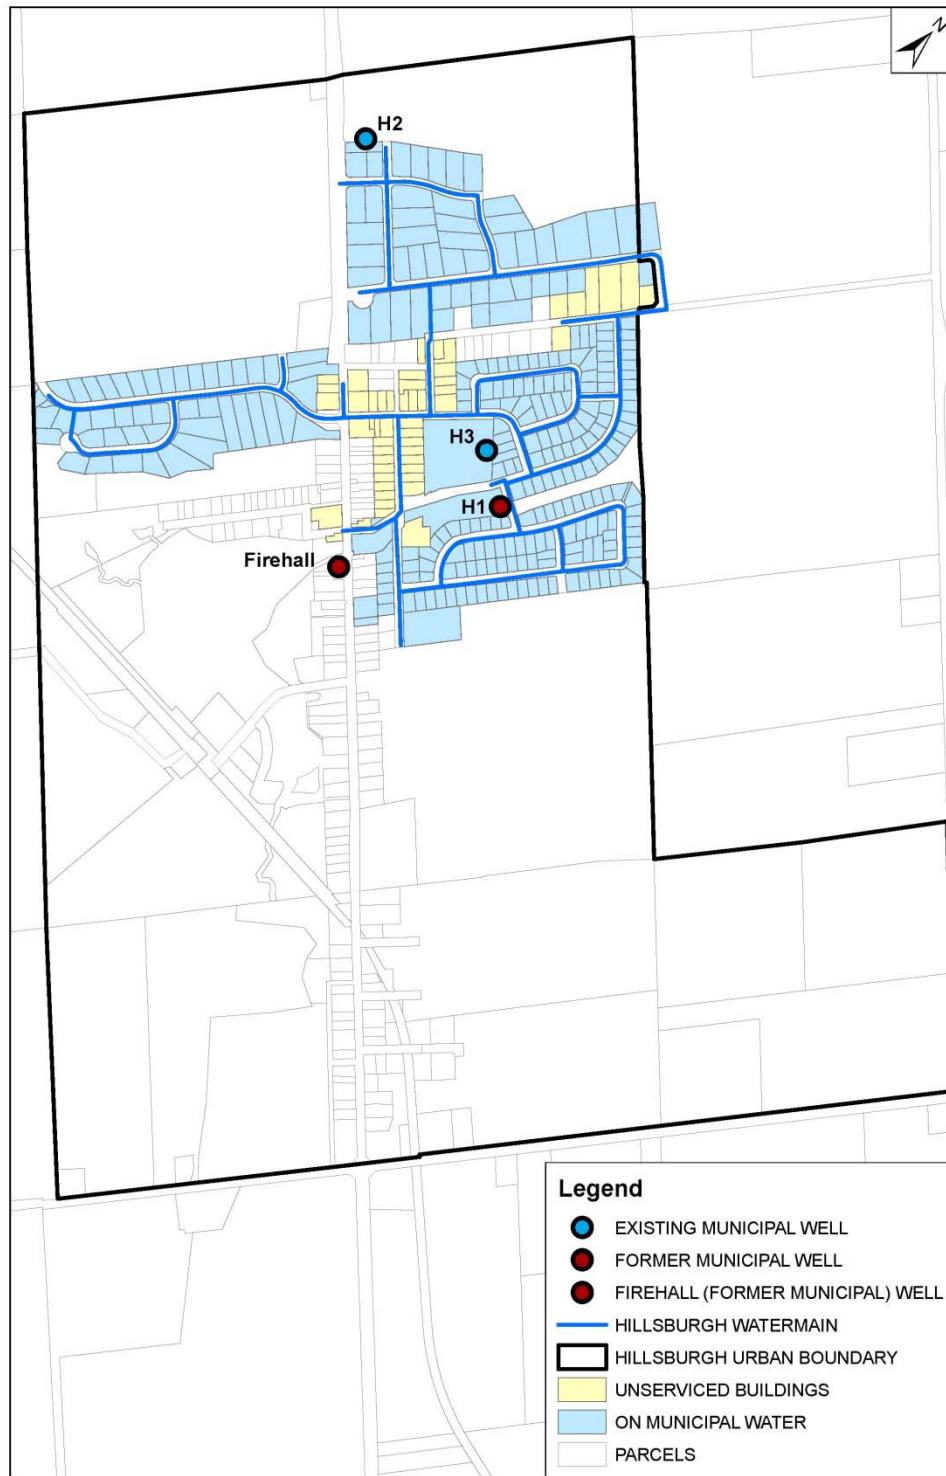 N
H2
H3
H1
Firehall
Legend
EXISTING MUNICIPAL WELL
FORMER MUNICIPAL WELL
FIREHALL (FORMER MUNICIPAL) WELL
HILLSBURGH WATERMAIN
HILLSBURGH URBAN BOUNDARY
UNSERVICED BUILDINGS
ON MUNICIPAL WATER
PARCELS